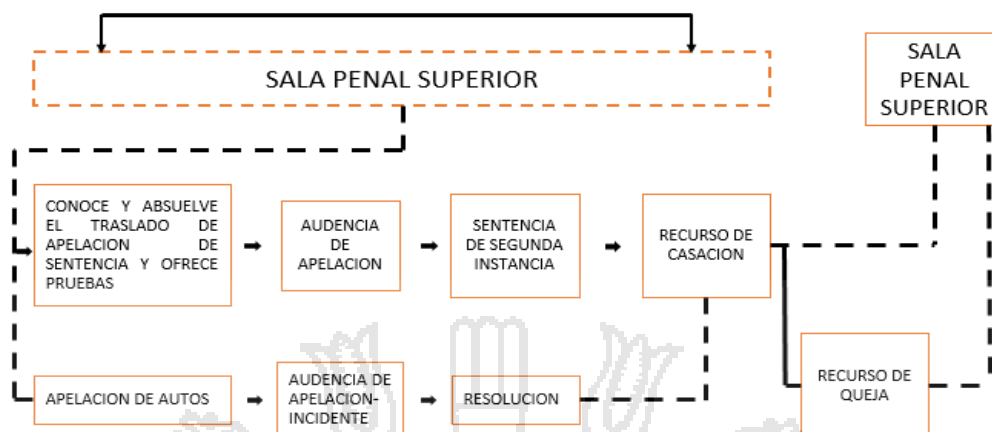 SALA PENAL SUPERIOR
SALA
PENAL
SUPERIOR
CONOCE Y ABSUELVE
EL TRASLADO DE
APELACION DE
SENTENCIA Y OFRECE
PRUEBAS
AUDENCIA
DE
APELACION
SENTENCIA
DE SEGUNDA
INSTANCIA
RECURSO DE
CASACION
APELACION DE AUTOS
AUDENCIA DE
APELACION-
INCIDENTE
RESOLUCION
RECURSO DE
QUEJA